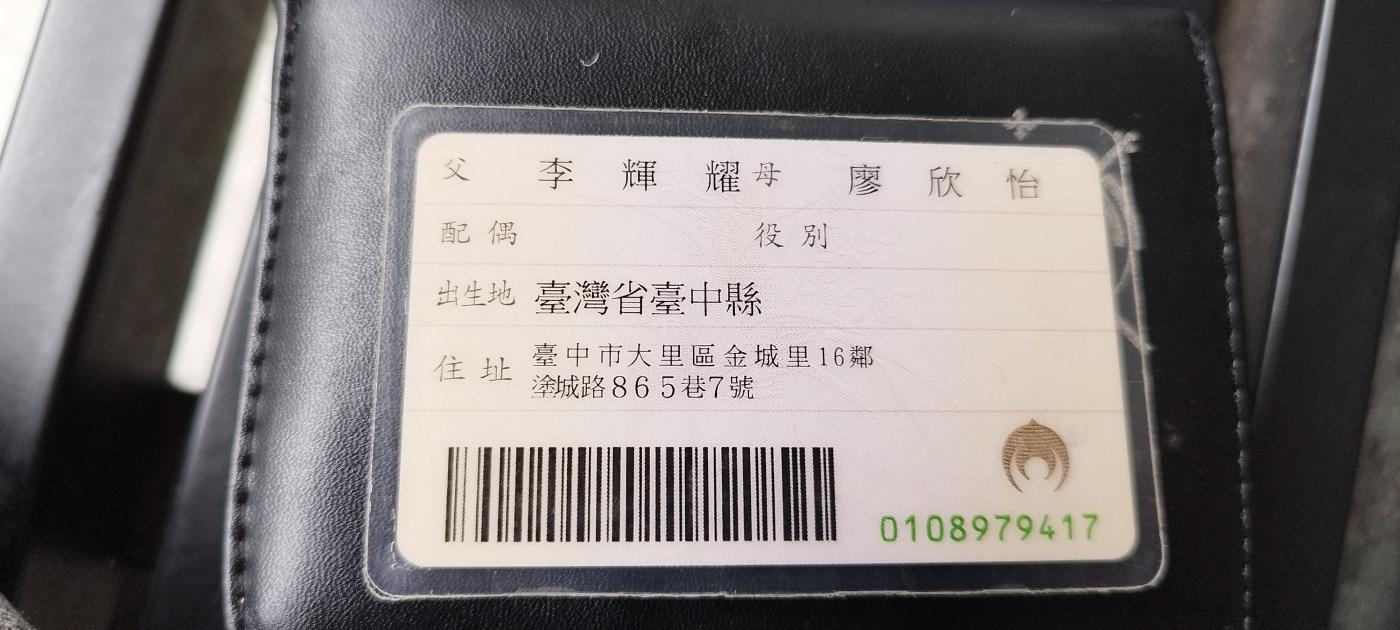 父 李輝耀 母 廖欣怡
配偶 役別
出生地 臺灣省臺中縣
住址 臺中市大里區金城里16鄰
塗城路865巷7號
0108979417